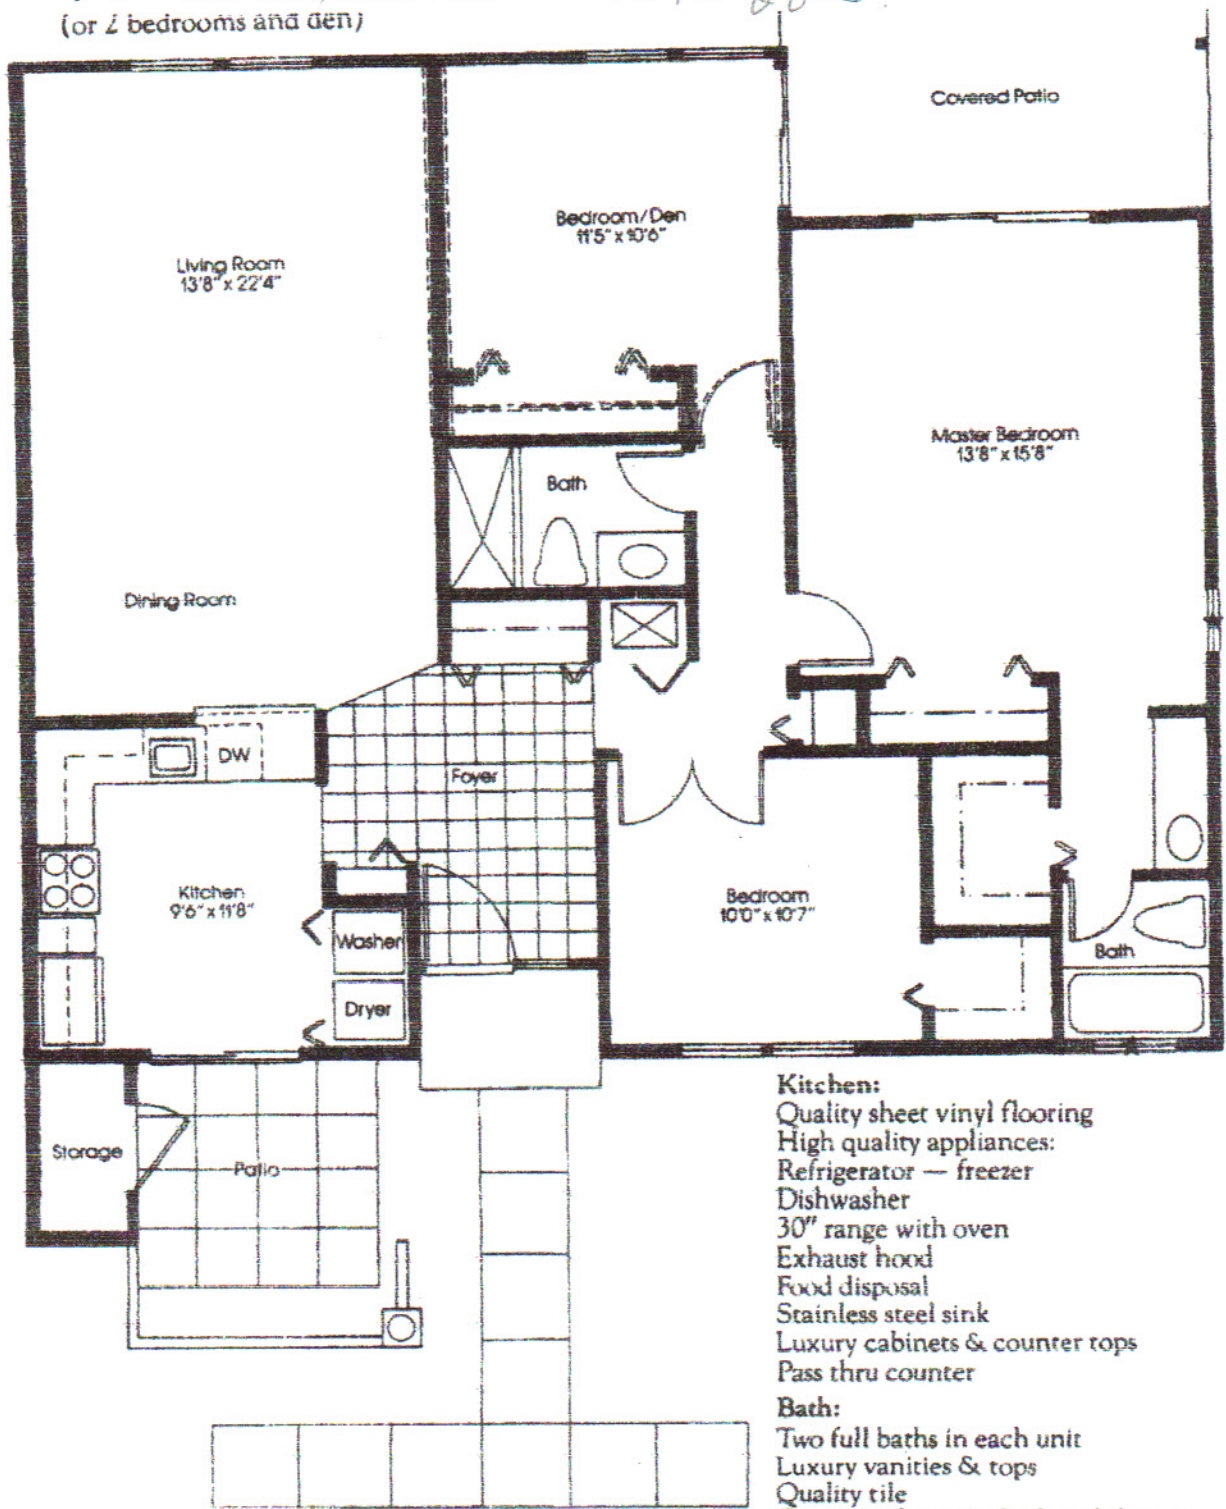 (or 2 bedrooms and den)
Covered Patio
Bedroom/Den
11'5" x 10'6"
Living Room
13'8" x 22'4"
Master Bedroom
13'8" x 15'8"
Bath
Dining Room
DW
Foyer
Kitchen
9'6" x 11'8"
Bedroom
10'0" x 10'7"
Washer
Bath
Dryer
Storage
Patio
Kitchen:
Quality sheet vinyl flooring
High quality appliances:
Refrigerator — freezer
Dishwasher
30" range with oven
Exhaust hood
Food disposal
Stainless steel sink
Luxury cabinets & counter tops
Pass thru counter
Bath:
Two full baths in each unit
Luxury vanities & tops
Quality tile